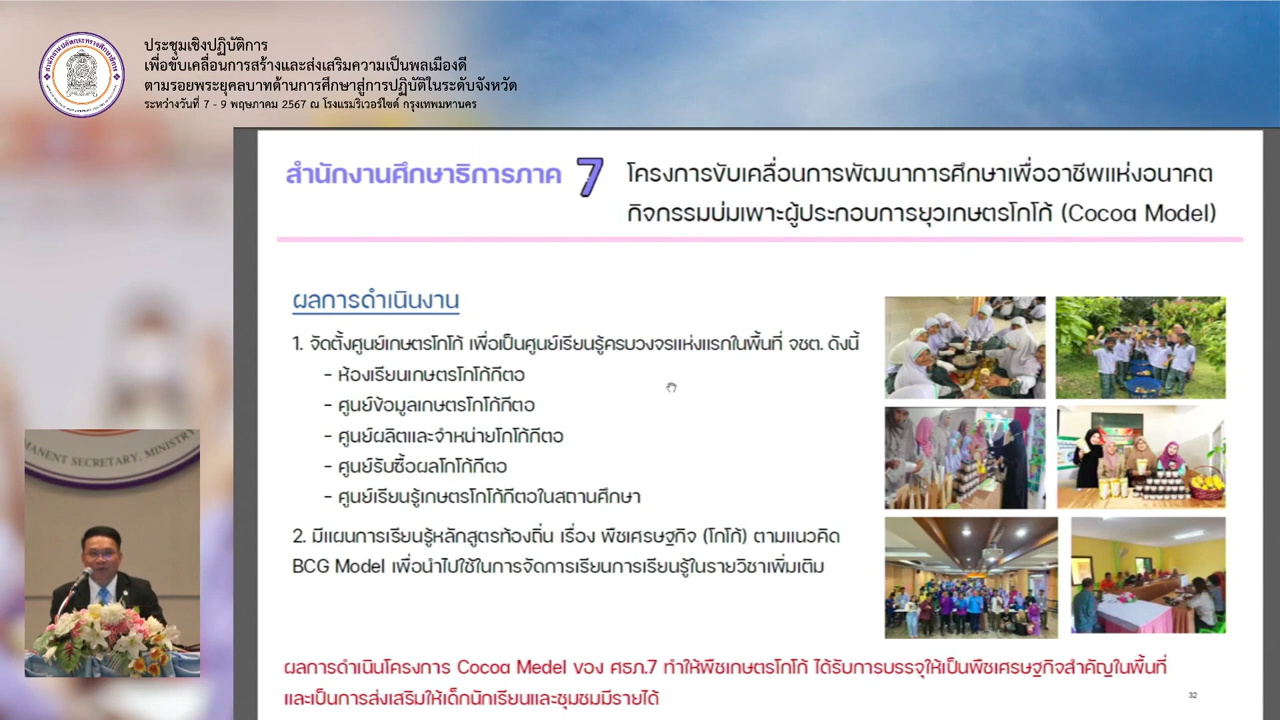 ประชุมเชิงปฏิบัติการ
เพื่อขับเคลื่อนการสร้างและส่งเสริมความเป็นพลเมืองดี
ตามรอยพระยุคลบาทด้านการศึกษาสู่การปฏิบัติในระดับจังหวัด
ระหว่างวันที่ 7 - 9 พฤษภาคม 2567 ณ โรงแรมริเวอร์ไซด์ กรุงเทพมหานคร
สำนักงานศึกษาธิการภาค 7
โครงการขับเคลื่อนการพัฒนาการศึกษาเพื่ออาชีพแห่งอนาคต
กิจกรรมบ่มเพาะผู้ประกอบการยุวเกษตรโกโก้ (Cocoa Model)
ผลการดำเนินงาน
1. จัดตั้งศูนย์เกษตรโกโก้ เพื่อเป็นศูนย์เรียนรู้ครบวงจรแห่งแรกในพื้นที่ จชต. ดังนี้
- ห้องเรียนเกษตรโกโก้กีตอ
- ศูนย์ข้อมูลเกษตรโกโก้กีตอ
- ศูนย์ผลิตและจำหน่ายโกโก้กีตอ
- ศูนย์รับซื้อผลโกโก้กีตอ
- ศูนย์เรียนรู้เกษตรโกโก้กีตอในสถานศึกษา
2. มีแผนการเรียนรู้หลักสูตรท้องถิ่น เรื่อง พืชเศรษฐกิจ (โกโก้) ตามแนวคิด
BCG Model เพื่อนำไปใช้ในการจัดการเรียนการเรียนรู้ในรายวิชาเพิ่มเติม
ผลการดำเนินโครงการ Cocoa Medel ของ ศธภ.7 ทำให้พืชเกษตรโกโก้ ได้รับการบรรจุให้เป็นพืชเศรษฐกิจสำคัญในพื้นที่
และเป็นการส่งเสริมให้เด็กนักเรียนและชุมชนมีรายได้
32
MANENT SECRETARY, MINISTRY